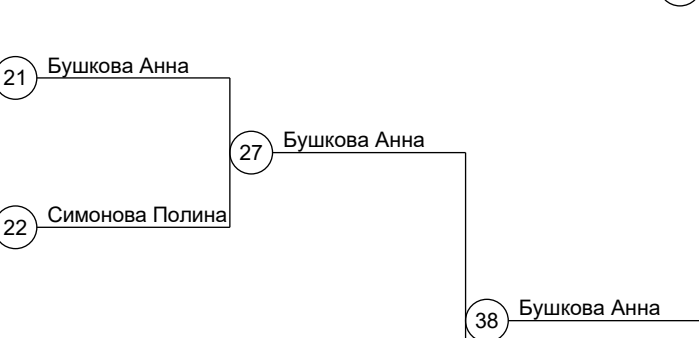 21 Бушкова Анна
27 Бушкова Анна
22 Симонова Полина
38 Бушкова Анна